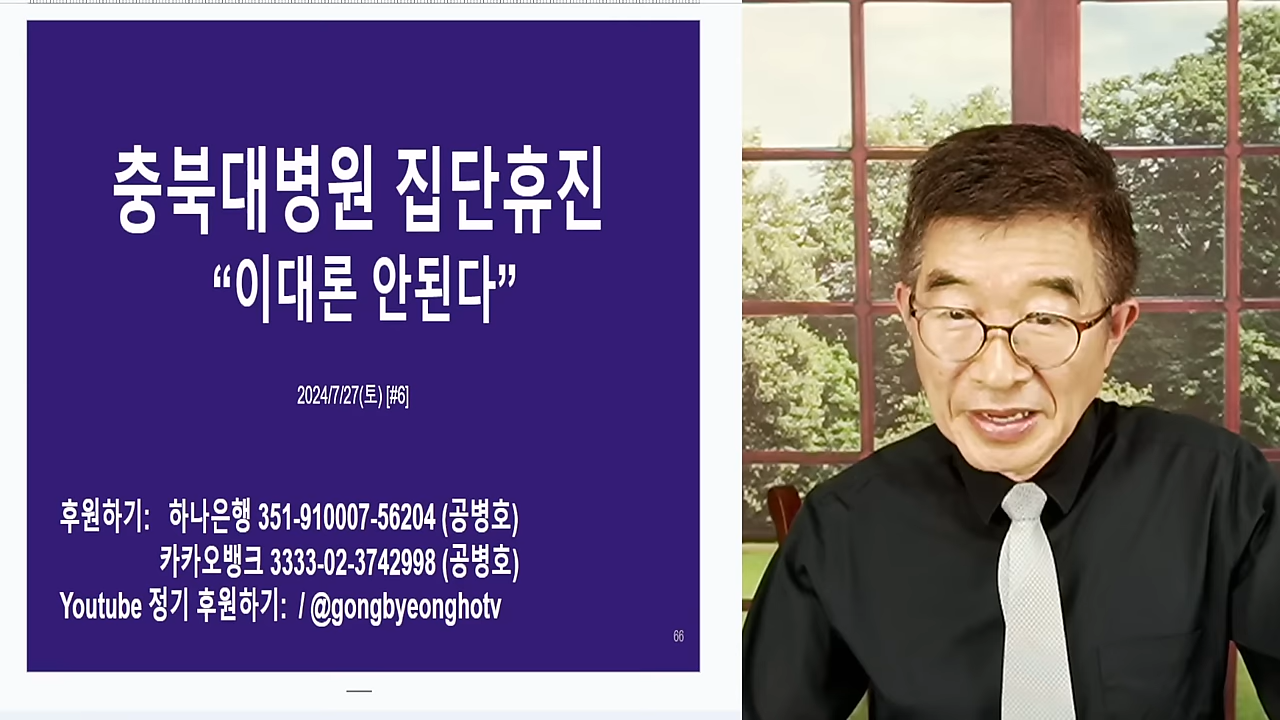 충북대병원 집단휴진
“이대론 안된다”
2024/7/27(토) [#6]
후원하기: 하나은행 351-910007-56204 (공병호)
카카오뱅크 3333-02-3742998 (공병호)
Youtube 정기 후원하기: / @gongbyeonghotv
66